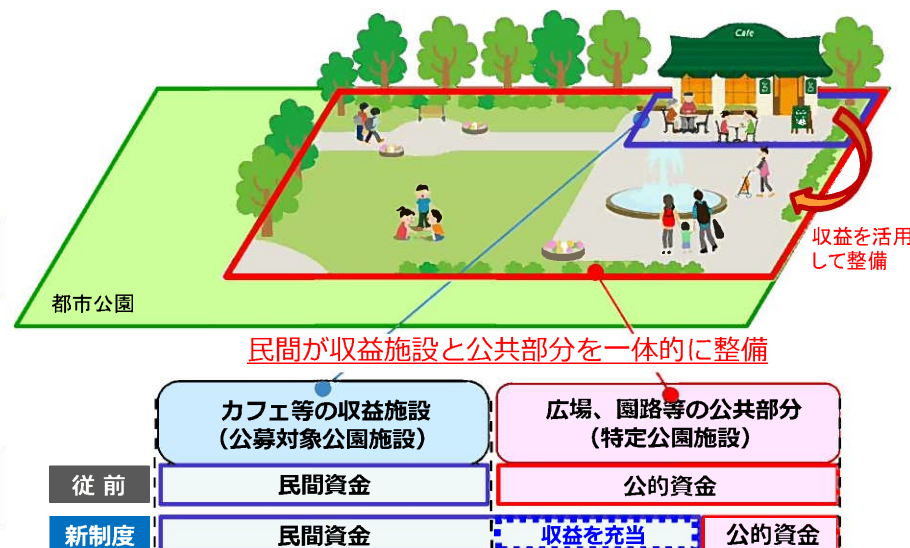 Cafe
収益を活用
して整備
都市公園
民間が収益施設と公共部分を一体的に整備
カフェ等の収益施設
（公募対象公園施設）
広場、園路等の公共部分
（特定公園施設）
従前
民間資金
公的資金
新制度
民間資金
収益を充当
公的資金